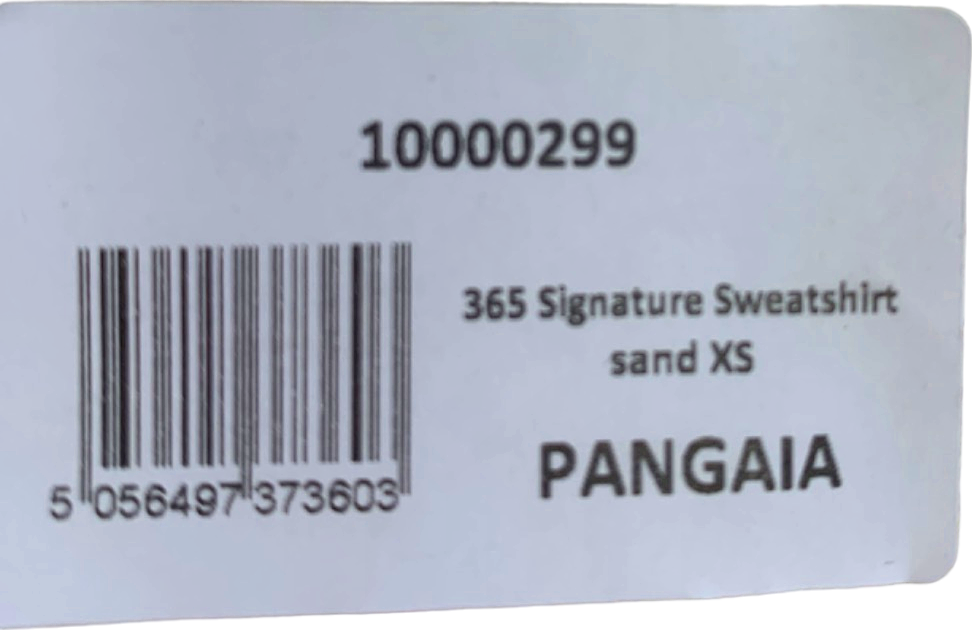 10000299
365 Signature Sweatshirt
sand XS
PANGAIA
5 056497 373603